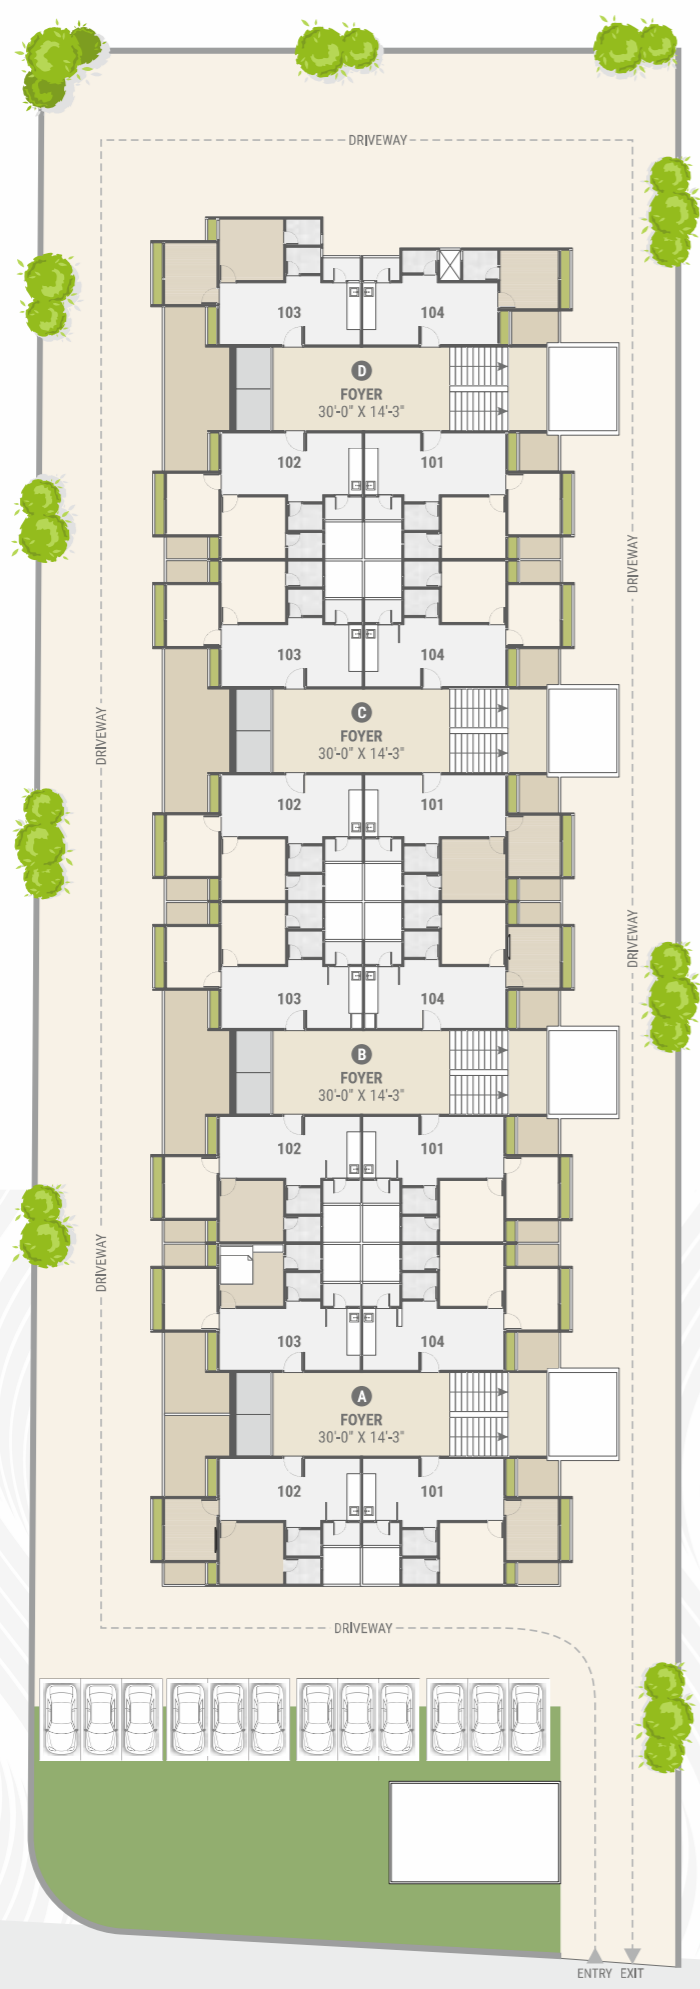 DRIVEWAY
103
104
D
FOYER
30'-0" X 14'-3"
102
101
DRIVEWAY
103
104
C
FOYER
30'-0" X 14'-3"
DRIVEWAY
102
101
DRIVEWAY
103
104
B
FOYER
30'-0" X 14'-3"
102
101
DRIVEWAY
103
104
A
FOYER
30'-0" X 14'-3"
102
101
DRIVEWAY
ENTRY EXIT